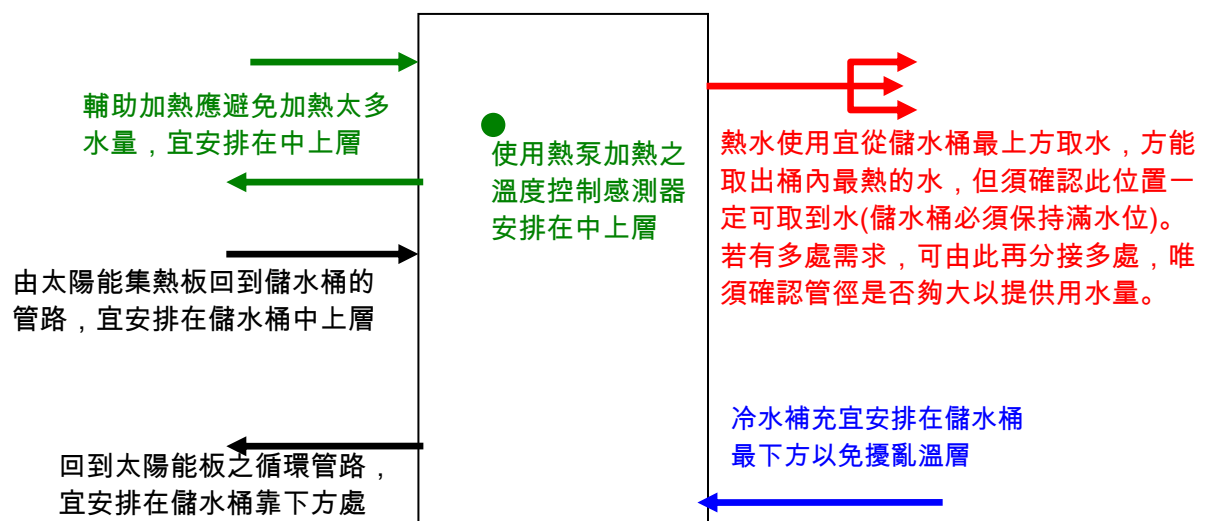 輔助加熱應避免加熱太多
水量，宜安排在中上層
使用熱泵加熱之
溫度控制感測器
安排在中上層
熱水使用宜從儲水桶最上方取水，方能
取出桶內最熱的水，但須確認此位置一
定可取到水(儲水桶必須保持滿水位)。
若有多處需求，可由此再分接多處，唯
須確認管徑是否夠大以提供用水量。
由太陽能集熱板回到儲水桶的
管路，宜安排在儲水桶中上層
冷水補充宜安排在儲水桶
最下方以免擾亂溫層
回到太陽能板之循環管路，
宜安排在儲水桶靠下方處